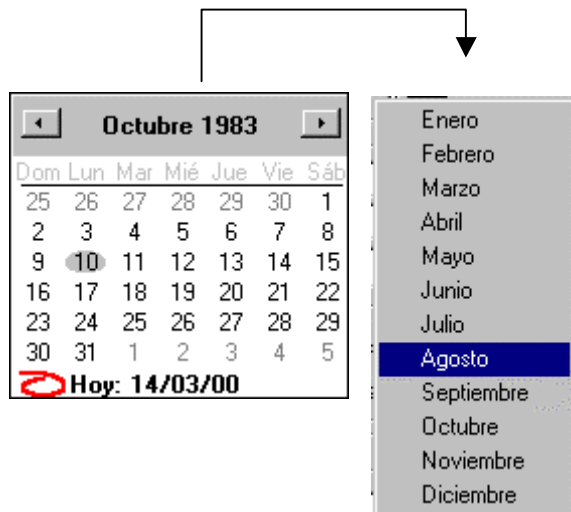 Octubre 1983
Dom Lun Mar Mié Jue Vie Sáb
25 26 27 28 29 30 1
2 3 4 5 6 7 8
9 10 11 12 13 14 15
16 17 18 19 20 21 22
23 24 25 26 27 28 29
30 31 1 2 3 4 5
Hoy: 14/03/00
Enero
Febrero
Marzo
Abril
Mayo
Junio
Julio
Agosto
Septiembre
Octubre
Noviembre
Diciembre